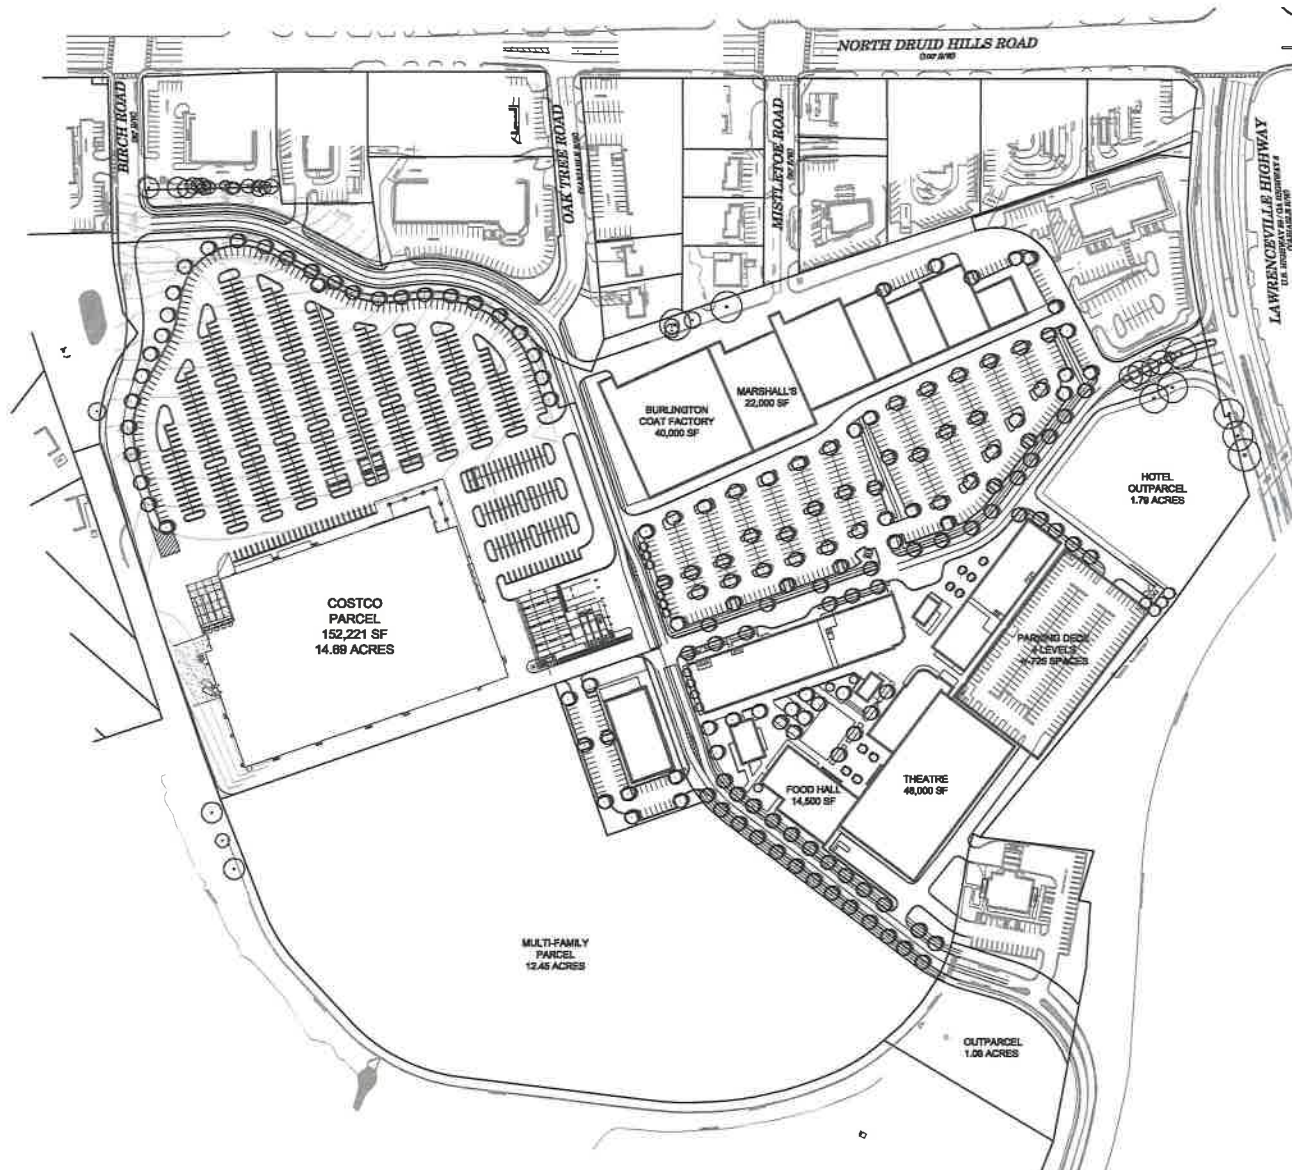 NORTH DRUID HILLS ROAD
BIRCH ROAD
OAK TREE ROAD
MISTLETOE ROAD
LAWRENCEVILLE HIGHWAY
BURLINGTON
COAT FACTORY
40,000 SF
MARSHALL'S
22,000 SF
HOTEL
OUTPARCEL
1.79 ACRES
COSTCO
PARCEL
152,221 SF
14.69 ACRES
PARKING DECK
4 LEVELS
+/-725 SPACES
THEATRE
48,000 SF
FOOD HALL
14,500 SF
MULTI-FAMILY
PARCEL
12.45 ACRES
OUTPARCEL
1.09 ACRES